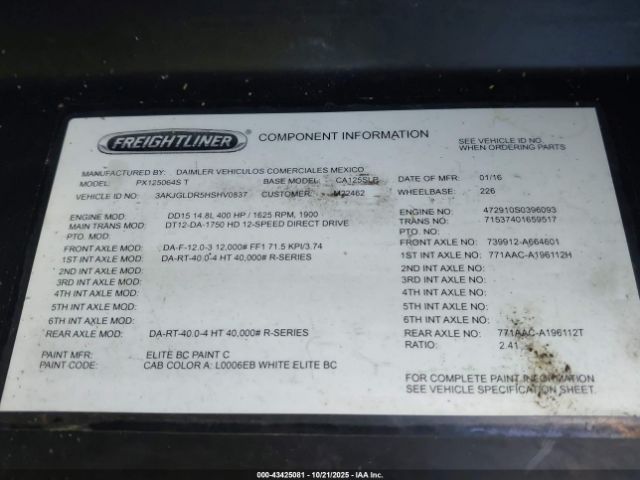 FREIGHTLINER
COMPONENT INFORMATION
SEE VEHICLE ID NO.
WHEN ORDERING PARTS
MANUFACTURED BY: DAIMLER VEHICULOS COMERCIALES MEXICO
MODEL: PX125064S T BASE MODEL: CA125SLP DATE OF MFR: 01/16
VEHICLE ID NO: 3AKJGLDR5HSHV0837 CUSTOMER: M22462 WHEELBASE: 226
ENGINE MOD: DD15 14.8L 400 HP / 1625 RPM, 1900 ENGINE NO: 472910S0396093
MAIN TRANS MOD: DT12-DA-1750 HD 12-SPEED DIRECT DRIVE TRANS NO: 71537401659517
PTO. MOD: PTO. MOD:
FRONT AXLE MOD: DA-F-12.0-3 12,000# FF1 71.5 KPI/3.74 FRONT AXLE NO: 739912-A664601
1ST INT AXLE MOD: DA-RT-40.0-4 HT 40,000# R-SERIES 1ST INT AXLE NO: 771AAC-A196112H
2ND INT AXLE MOD: 2ND INT AXLE NO:
3RD INT AXLE MOD: 3RD INT AXLE NO:
4TH INT AXLE MOD: 4TH INT AXLE NO:
5TH INT AXLE MOD: 5TH INT AXLE NO:
6TH INT AXLE MOD: 6TH INT AXLE NO:
REAR AXLE MOD: DA-RT-40.0-4 HT 40,000# R-SERIES REAR AXLE NO: 771AAC-A196112T
RATIO: 2.41
PAINT MFR: ELITE BC PAINT C
PAINT CODE: CAB COLOR A: L0006EB WHITE ELITE BC
FOR COMPLETE PAINT INFORMATION
SEE VEHICLE SPECIFICATION SHEET.
000-43425081 | 10/21/2025 | IAA Inc.